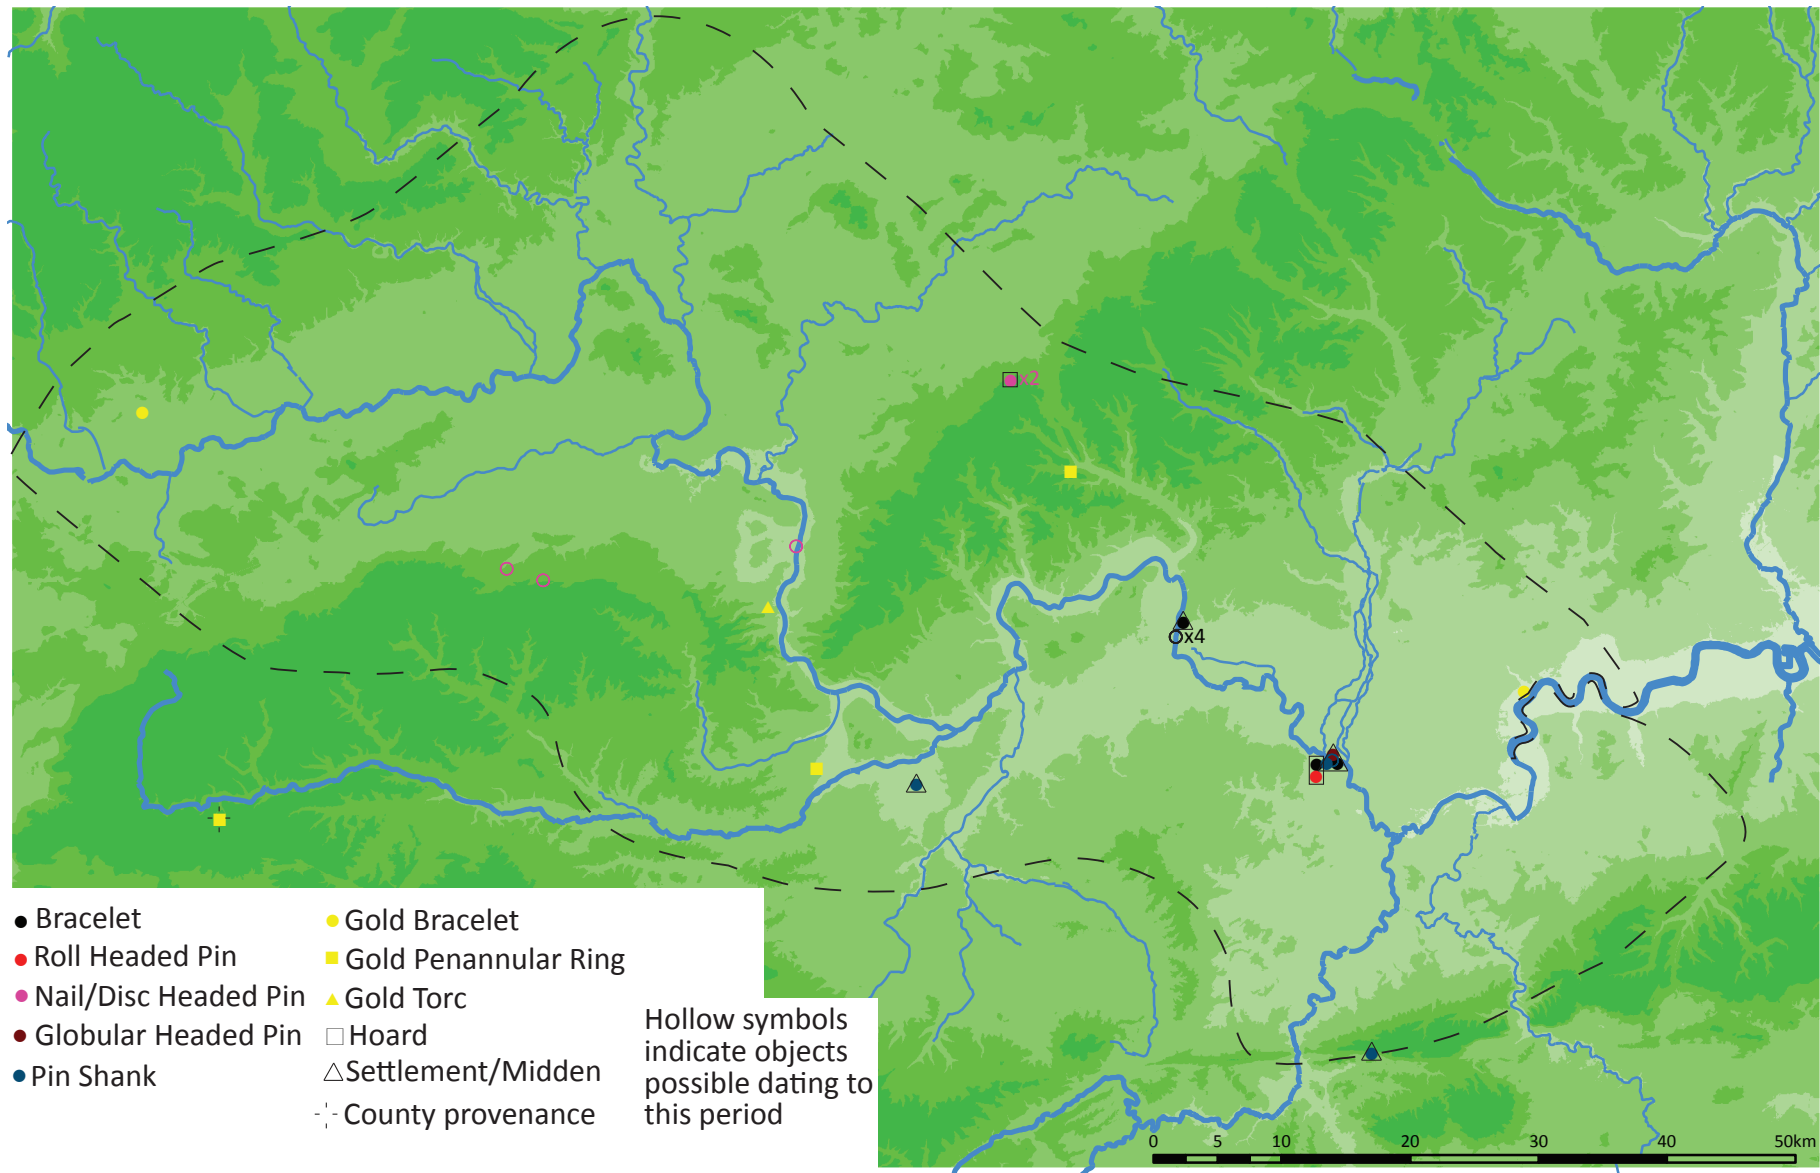 x2
x4
Bracelet
Roll Headed Pin
Nail/Disc Headed Pin
Globular Headed Pin
Pin Shank
Gold Bracelet
Gold Penannular Ring
Gold Torc
Hoard
Settlement/Midden
County provenance
Hollow symbols
indicate objects
possible dating to
this period
0 5 10 20 30 40 50km